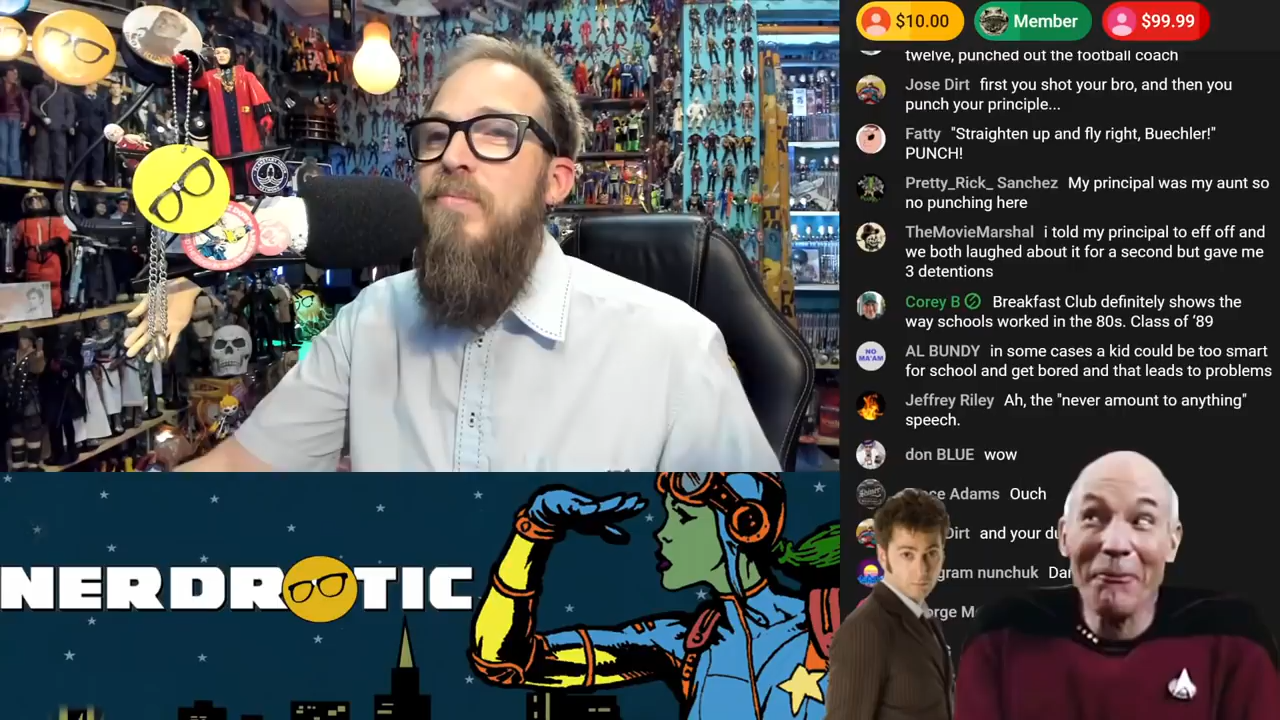 $10.00
Member
$99.99
twelve, punched out the football coach
Jose Dirt first you shot your bro, and then you
punch your principle...
Fatty "Straighten up and fly right, Buechler!"
PUNCH!
Pretty_Rick_ Sanchez My principal was my aunt so
no punching here
TheMovieMarshal i told my principal to eff off and
we both laughed about it for a second but gave me
3 detentions
Corey B Breakfast Club definitely shows the
way schools worked in the 80s. Class of ‘89
NO
MA'AM
AL BUNDY in some cases a kid could be too smart
for school and get bored and that leads to problems
Jeffrey Riley Ah, the "never amount to anything"
speech.
don BLUE wow
Adams Ouch
Dirt and your
nunchuk
NERDROTIC